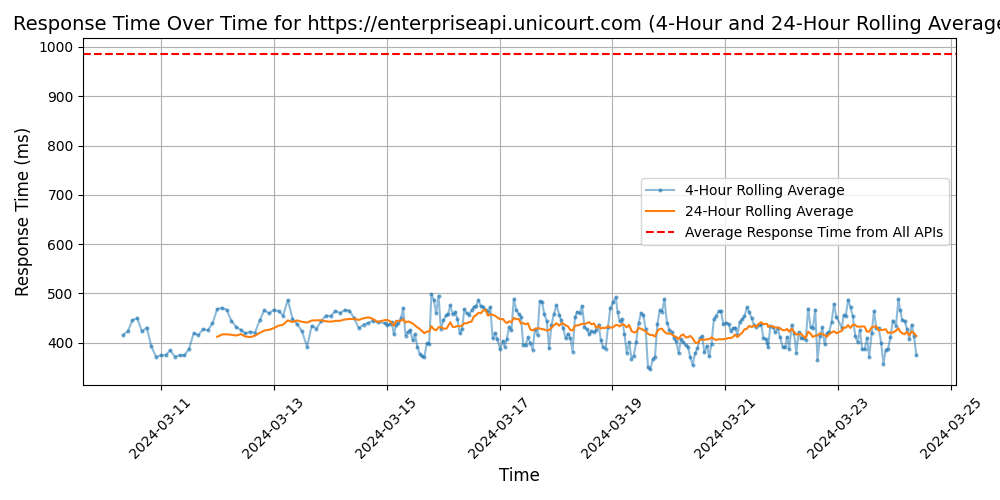 Response Time Over Time for https://enterpriseapi.unicourt.com (4-Hour and 24-Hour Rolling Average
1000
900
800
700
600
500
400
Response Time (ms)
4-Hour Rolling Average
24-Hour Rolling Average
Average Response Time from All APIs
2024-03-11
2024-03-13
2024-03-15
2024-03-17
2024-03-19
2024-03-21
2024-03-23
2024-03-25
Time